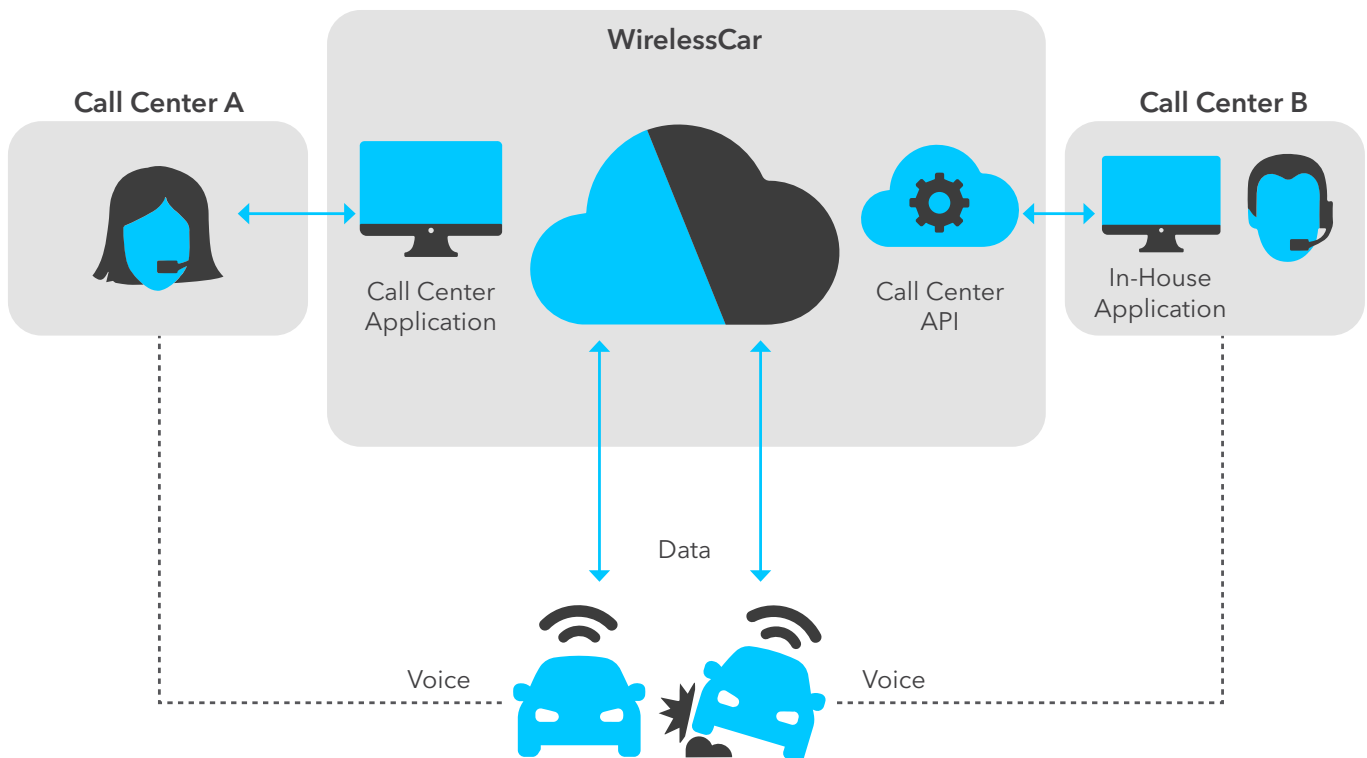 WirelessCar
Call Center A
Call Center B
Call Center
Application
Call Center
API
In-House
Application
Data
Voice
Voice